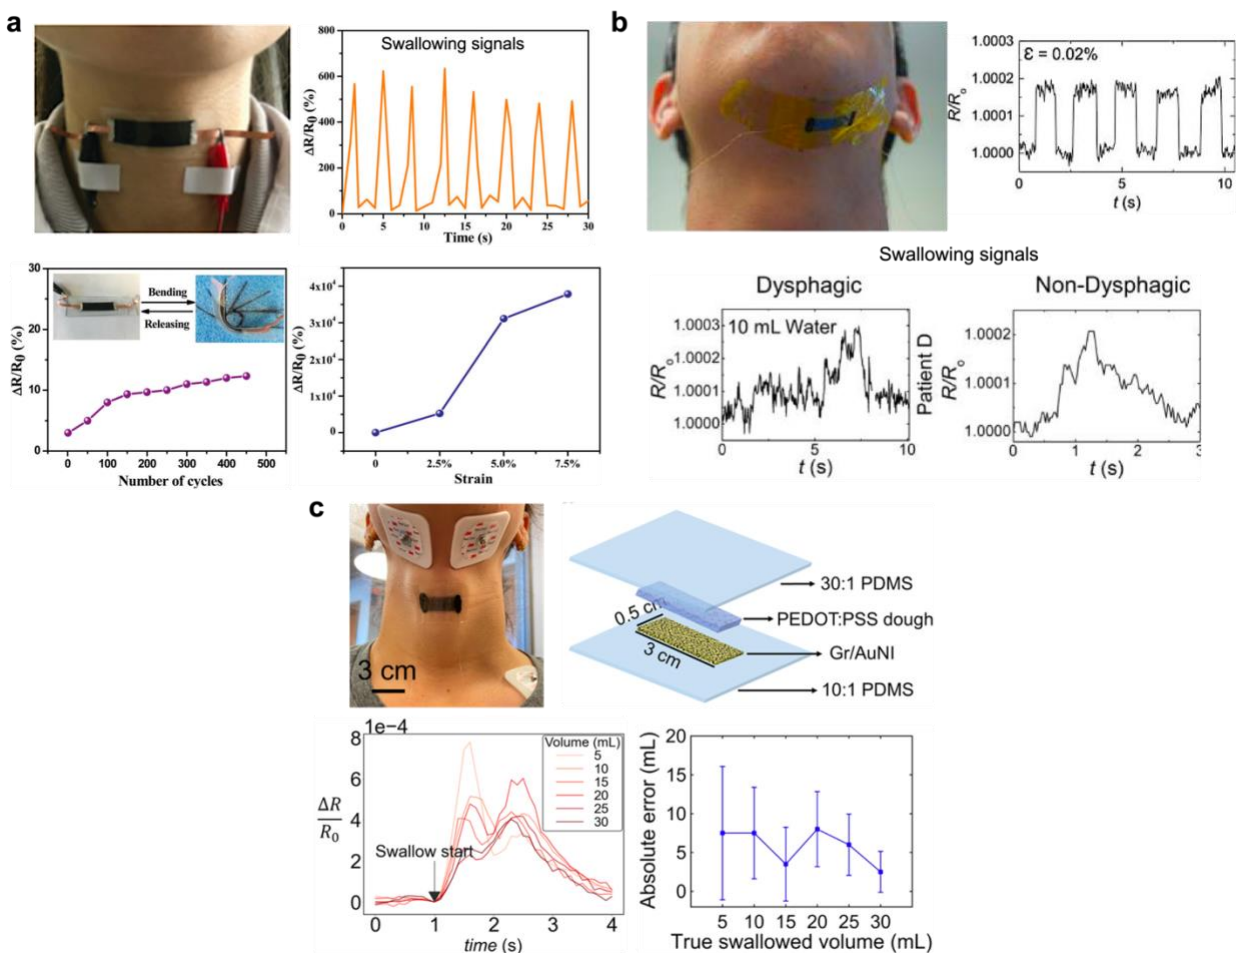 a
Swallowing signals
ΔR/R0 (%)
800
600
400
200
0
0 5 10 15 20 25 30
Time (s)
b
ε = 0.02%
R/Ro
1.0003
1.0002
1.0001
1.0000
0 5 10
t (s)
ΔR/R0 (%)
30
20
10
0
Bending
Releasing
0 100 200 300 400 500
Number of cycles
ΔR/R0 (%)
4x10⁴
3x10⁴
2x10⁴
1x10⁴
0
0 2.5% 5.0% 7.5%
Strain
Swallowing signals
Dysphagic
Non-Dysphagic
10 mL Water
R/Ro
1.0003
1.0002
1.0001
1.0000
0 5 10
t (s)
Patient D
R/Ro
1.0002
1.0001
1.0000
0 1 2 3
t (s)
c
3 cm
0.5 cm
3 cm
30:1 PDMS
PEDOT:PSS dough
Gr/AuNI
10:1 PDMS
1e−4
8
6
4
2
0
ΔR
R0
Volume (mL)
5
10
15
20
25
30
Swallow start
0 1 2 3 4
time (s)
Absolute error (mL)
20
15
10
5
0
5 10 15 20 25 30
True swallowed volume (mL)